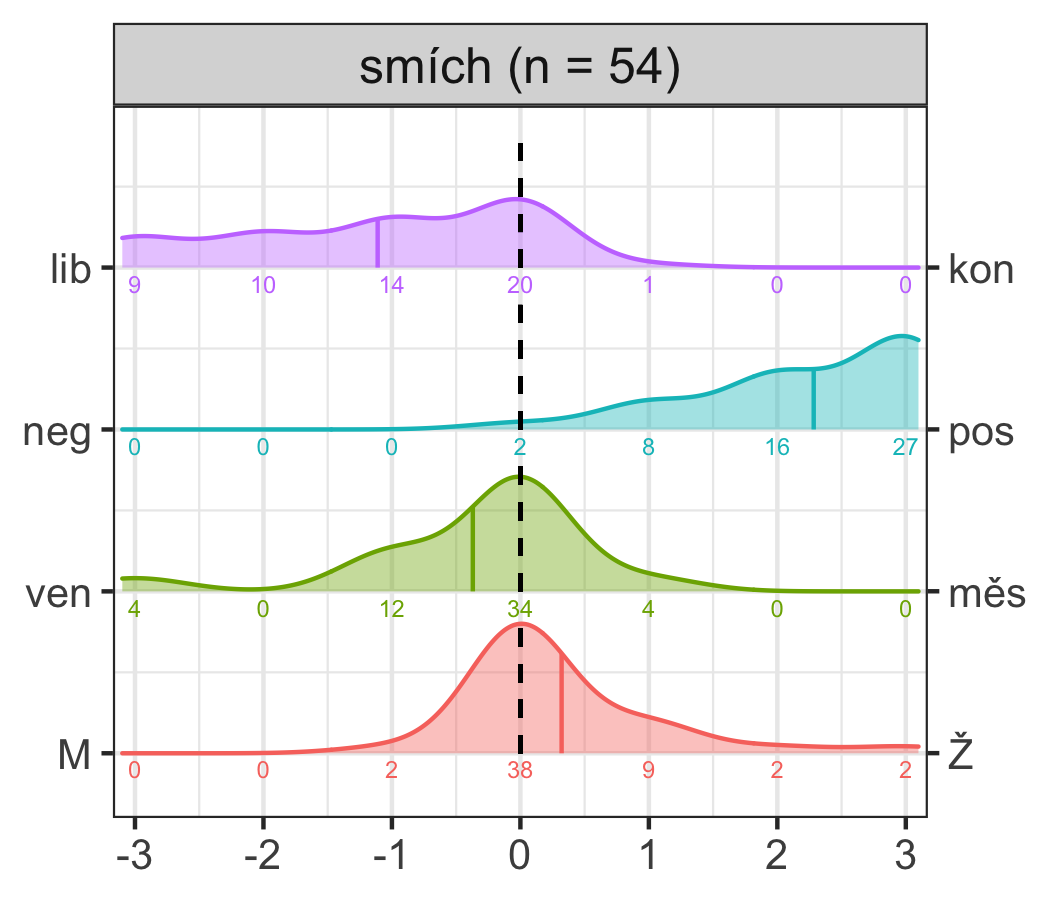 smích (n = 54)
lib kon
9 10 14 20 1 0 0
neg pos
0 0 0 2 8 16 27
ven měs
4 0 12 34 4 0 0
M Ž
0 0 2 38 9 2 2
-3 -2 -1 0 1 2 3